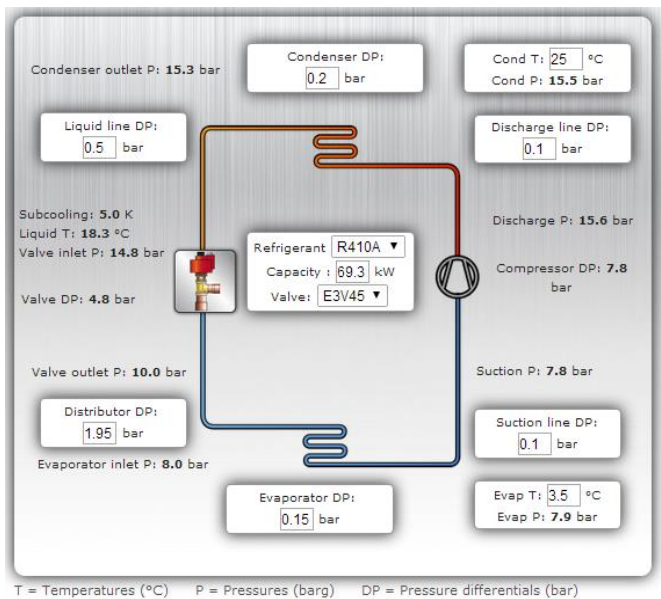 Condenser outlet P: 15.3 bar
Condenser DP:
0.2 bar
Cond T: 25 ºC
Cond P: 15.5 bar
Liquid line DP:
0.5 bar
Discharge line DP:
0.1 bar
Subcooling: 5.0 K
Liquid T: 18.3 ºC
Valve inlet P: 14.8 bar
Discharge P: 15.6 bar
Refrigerant R410A ▼
Capacity : 69.3 kW
Valve: E3V45 ▼
Compressor DP: 7.8
bar
Valve DP: 4.8 bar
Valve outlet P: 10.0 bar
Suction P: 7.8 bar
Distributor DP:
1.95 bar
Suction line DP:
0.1 bar
Evaporator inlet P: 8.0 bar
Evaporator DP:
0.15 bar
Evap T: 3.5 ºC
Evap P: 7.9 bar
T = Temperatures (°C) P = Pressures (barg) DP = Pressure differentials (bar)